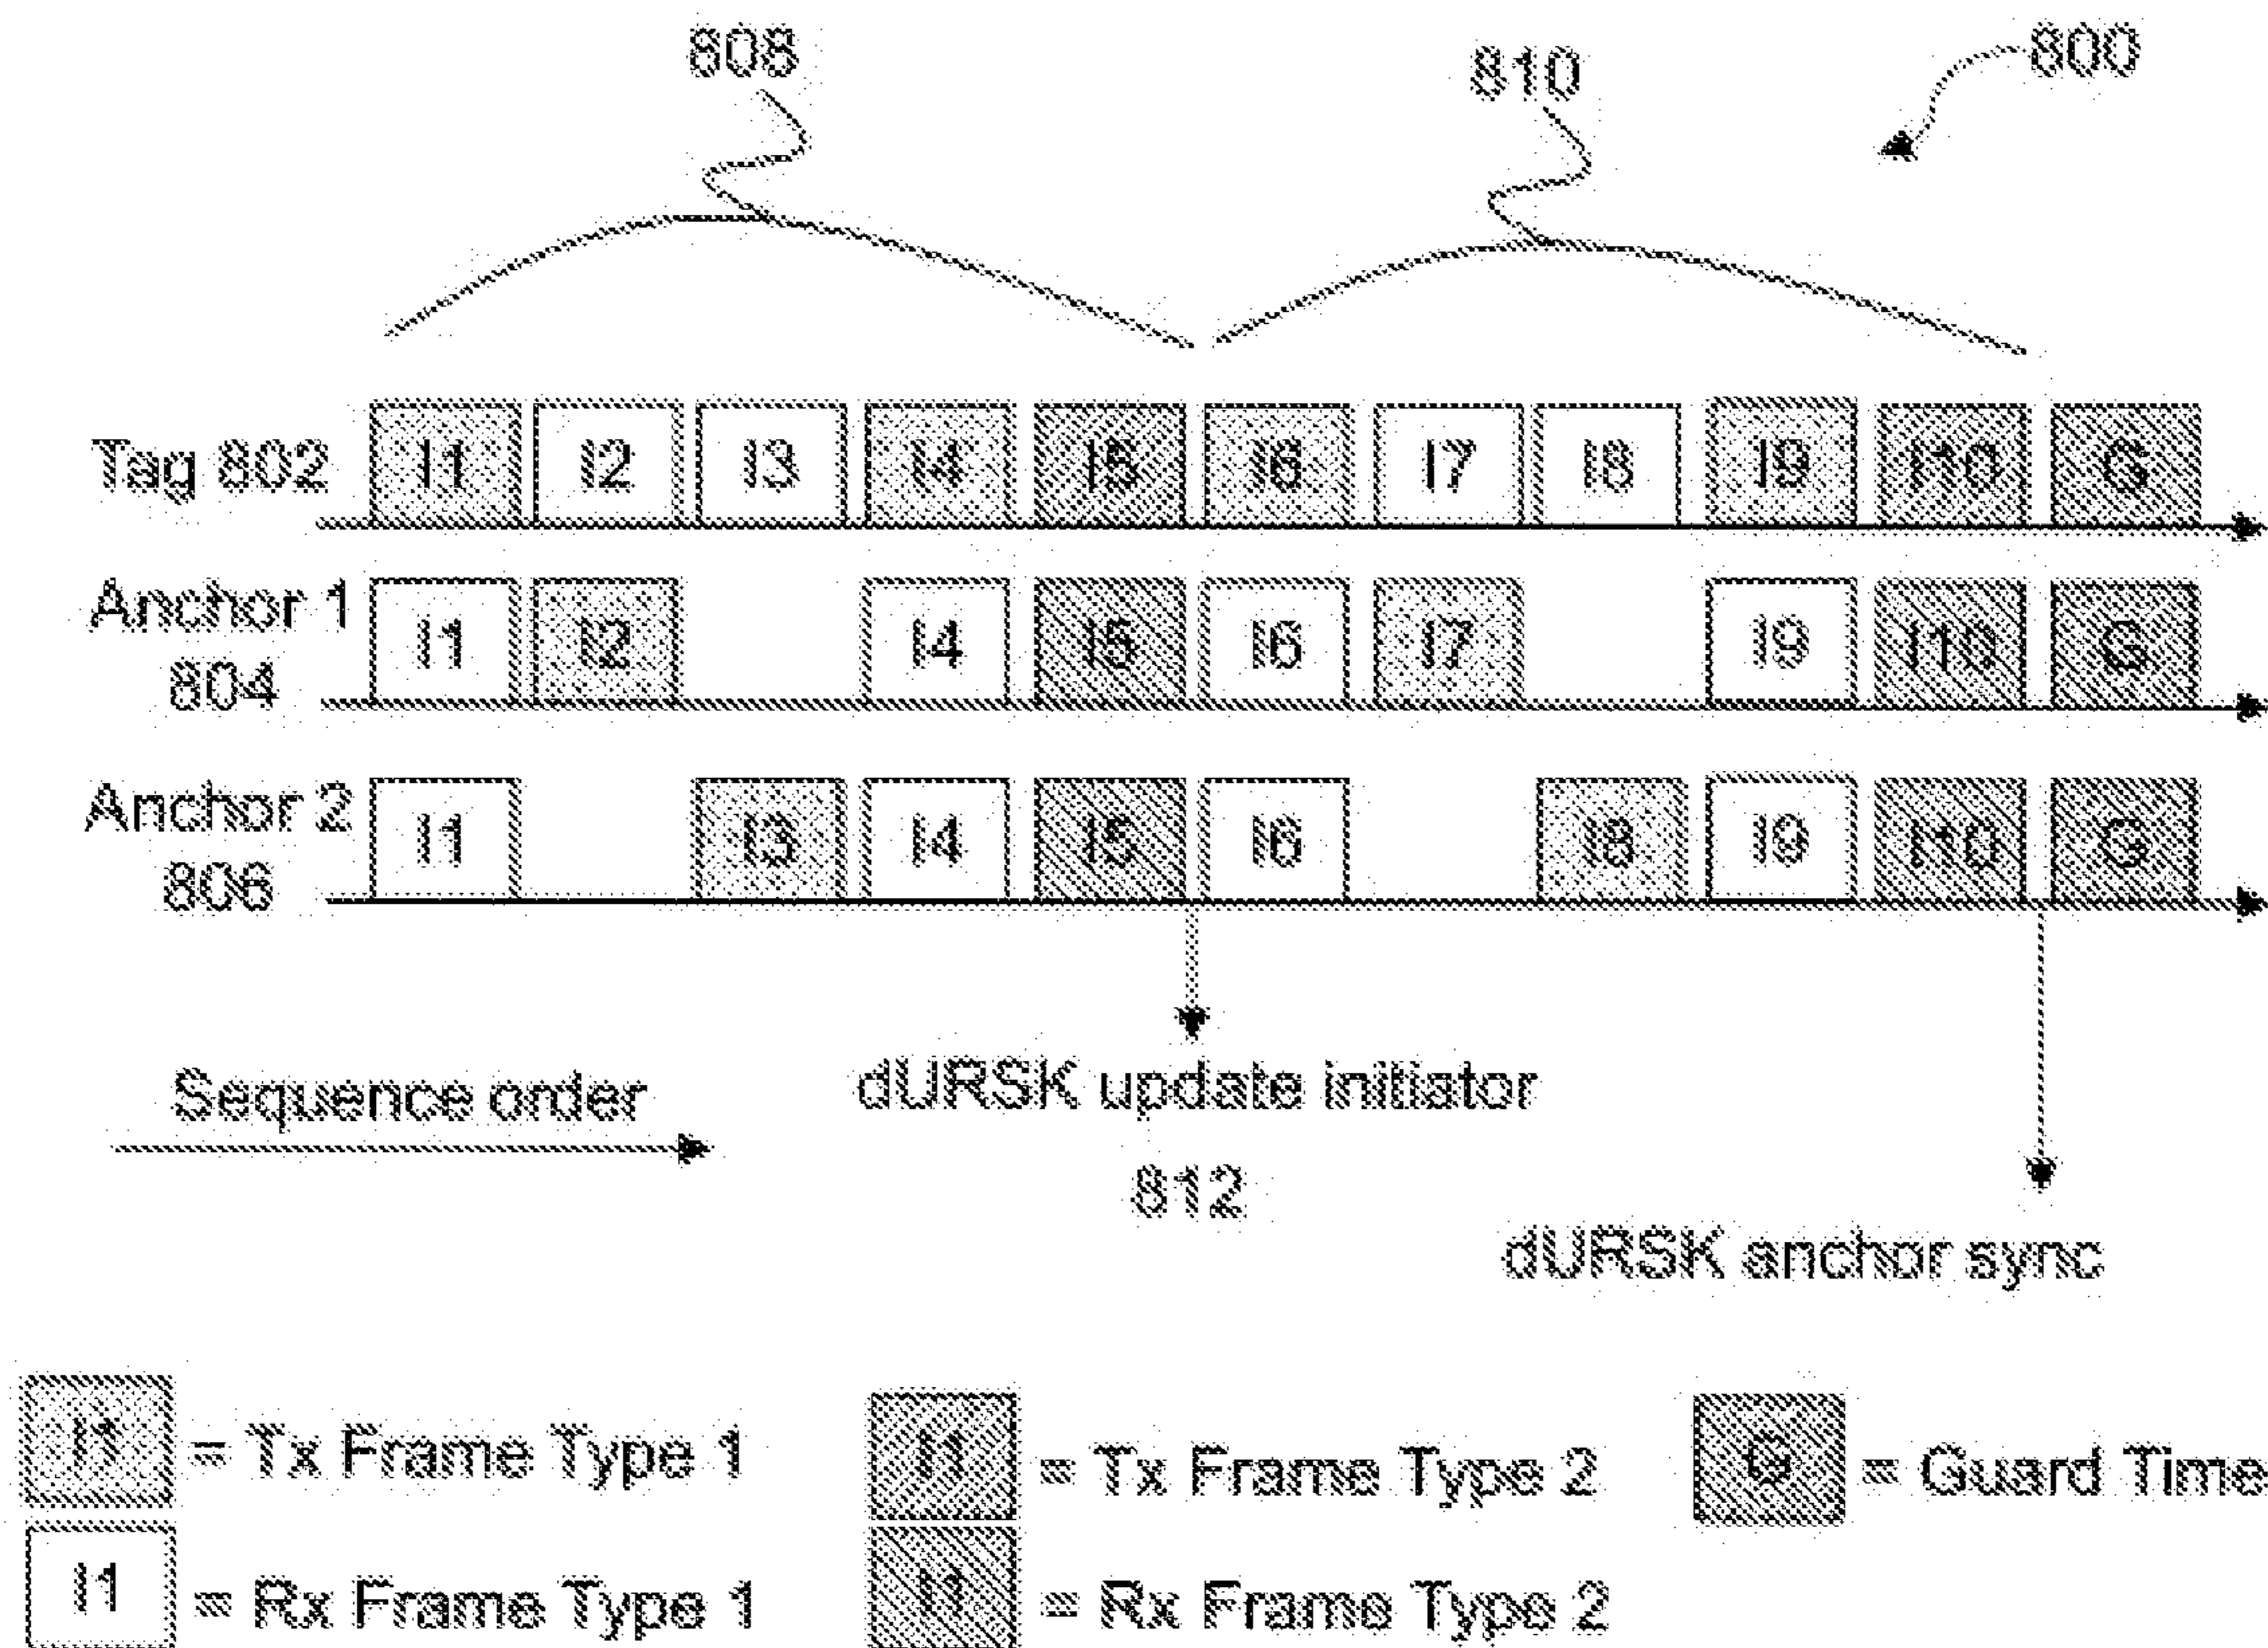 808
810
800
Tag 802 I1 I2 I3 I4 I5 I6 I7 I8 I9 I10 G
Anchor 1
804
I1 I2 I4 I5 I6 I7 I9 I10 G
Anchor 2
806
I1 I3 I4 I5 I6 I8 I9 I10 G
Sequence order
dURSK update initiator
812
dURSK anchor sync
I1 = Tx Frame Type 1
I1 = Tx Frame Type 2
G = Guard Time
I1 = Rx Frame Type 1
I1 = Rx Frame Type 2